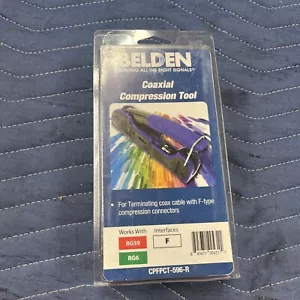 BELDEN
SENDING ALL THE RIGHT SIGNALS
Coaxial
Compression Tool
• For Terminating coax cable with F-type
compression connectors
Works With Interfaces
RG59 F
RG6
CPFPCT-596-R